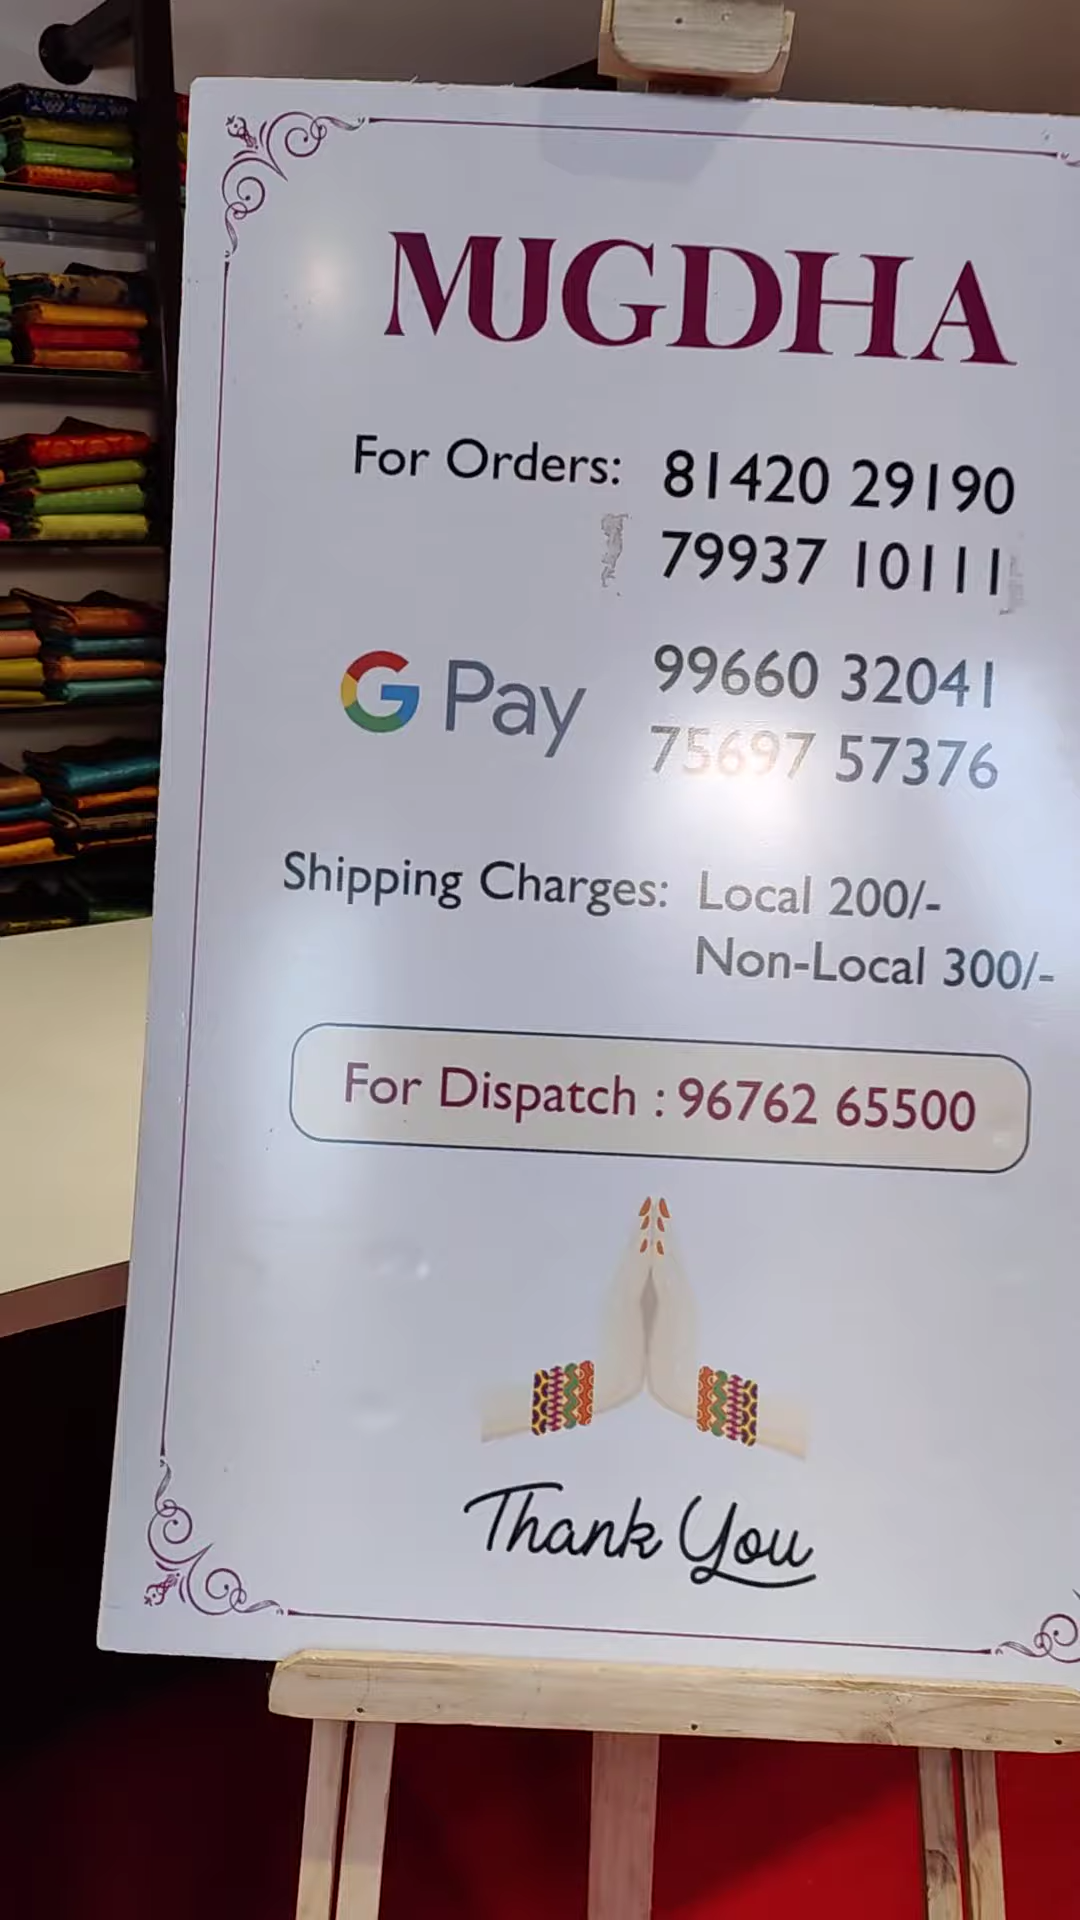 MUGDHA
For Orders: 81420 29190
79937 10111
G Pay 99660 32041
75697 57376
Shipping Charges: Local 200/-
Non-Local 300/-
For Dispatch : 96762 65500
Thank You